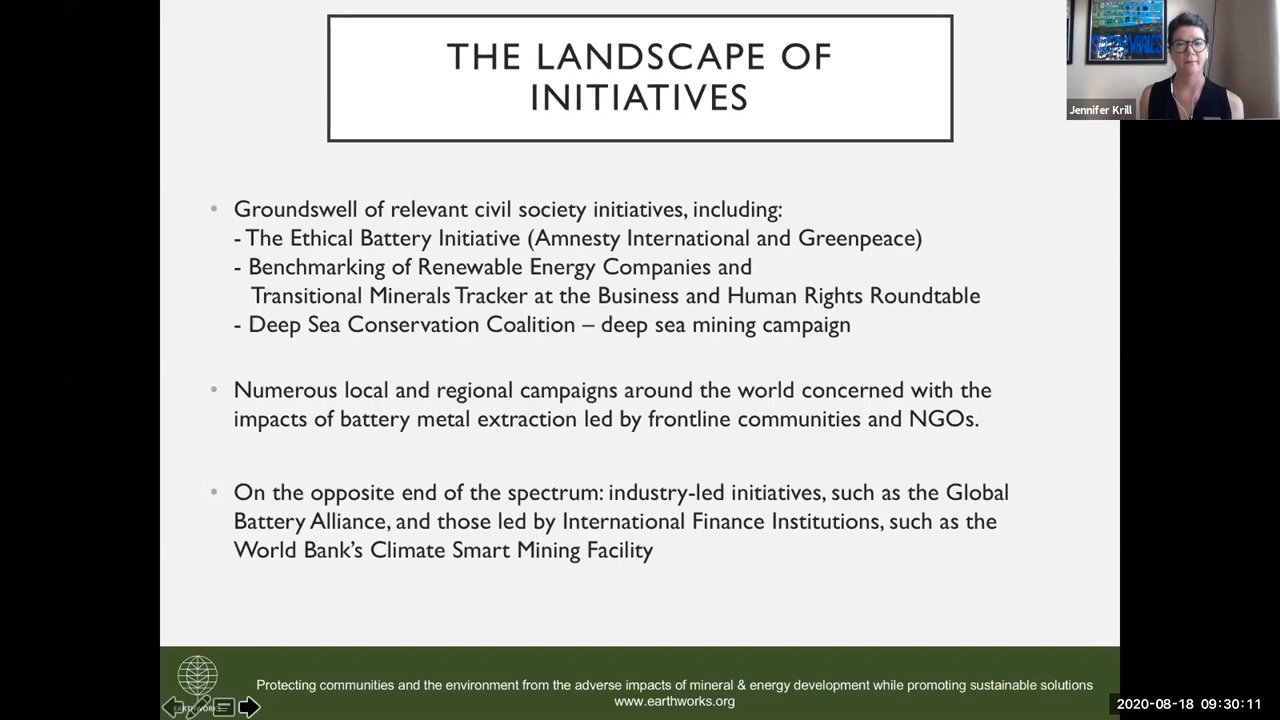 THE LANDSCAPE OF
INITIATIVES
Jennifer Krill
• Groundswell of relevant civil society initiatives, including:
- The Ethical Battery Initiative (Amnesty International and Greenpeace)
- Benchmarking of Renewable Energy Companies and
Transitional Minerals Tracker at the Business and Human Rights Roundtable
- Deep Sea Conservation Coalition – deep sea mining campaign
• Numerous local and regional campaigns around the world concerned with the
impacts of battery metal extraction led by frontline communities and NGOs.
• On the opposite end of the spectrum: industry-led initiatives, such as the Global
Battery Alliance, and those led by International Finance Institutions, such as the
World Bank’s Climate Smart Mining Facility
Protecting communities and the environment from the adverse impacts of mineral & energy development while promoting sustainable solutions
www.earthworks.org
2020-08-18 09:30:11